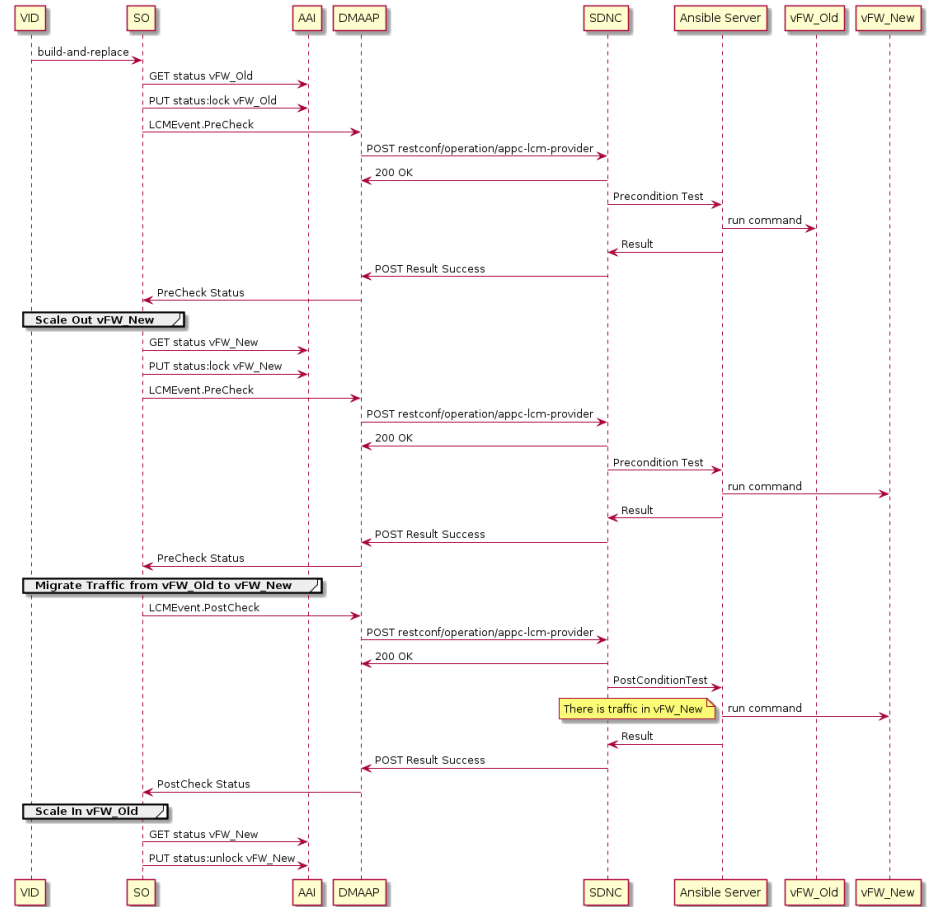 VID SO AAI DMAAP SDNC Ansible Server vFW_Old vFW_New
build-and-replace
GET status vFW_Old
PUT status:lock vFW_Old
LCMEvent.PreCheck
POST restconf/operation/appc-lcm-provider
200 OK
Precondition Test
run command
Result
POST Result Success
PreCheck Status
Scale Out vFW_New
GET status vFW_New
PUT status:lock vFW_New
LCMEvent.PreCheck
POST restconf/operation/appc-lcm-provider
200 OK
Precondition Test
run command
Result
POST Result Success
PreCheck Status
Migrate Traffic from vFW_Old to vFW_New
LCMEvent.PostCheck
POST restconf/operation/appc-lcm-provider
200 OK
PostConditionTest
There is traffic in vFW_New run command
Result
POST Result Success
PostCheck Status
Scale In vFW_Old
GET status vFW_New
PUT status:unlock vFW_New
VID SO AAI DMAAP SDNC Ansible Server vFW_Old vFW_New